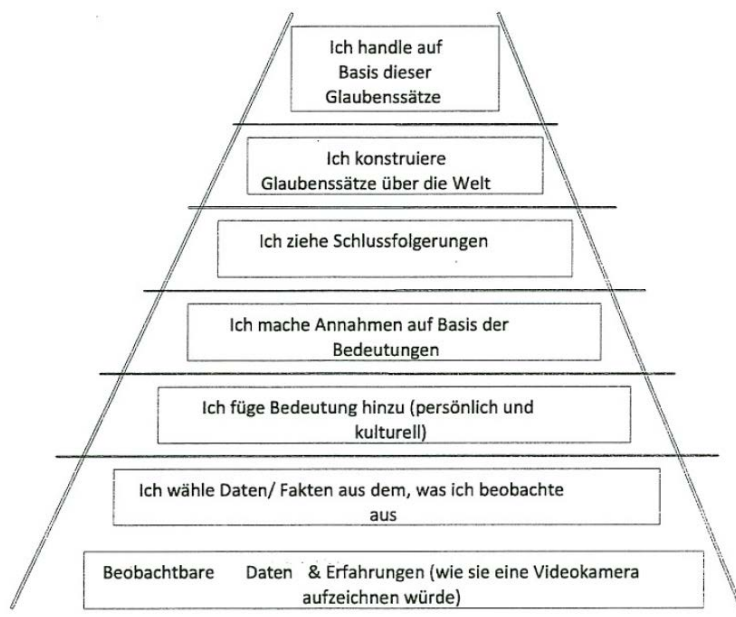 Ich handle auf
Basis dieser
Glaubenssätze
Ich konstruiere
Glaubenssätze über die Welt
Ich ziehe Schlussfolgerungen
Ich mache Annahmen auf Basis der
Bedeutungen
Ich füge Bedeutung hinzu (persönlich und
kulturell)
Ich wähle Daten/ Fakten aus dem, was ich beobachte
aus
Beobachtbare Daten & Erfahrungen (wie sie eine Videokamera
aufzeichnen würde)